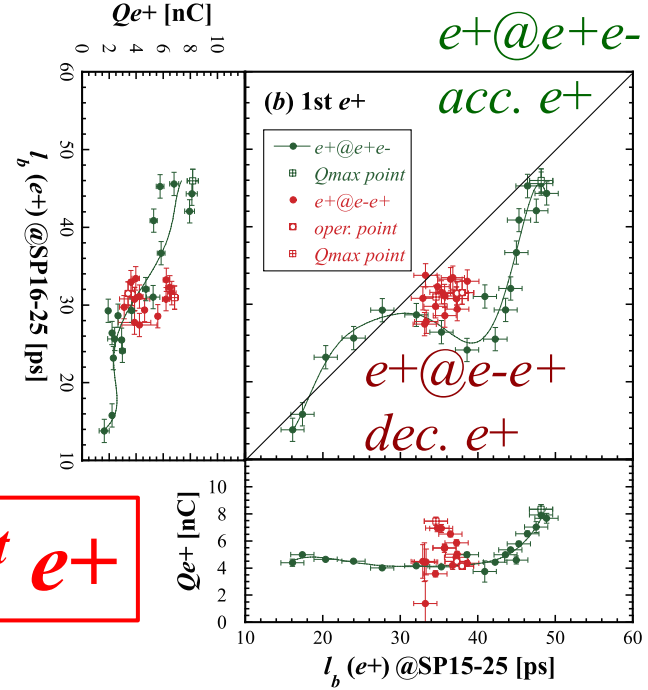 Qe+ [nC]
0 2 4 6 8 10
e+@e+e-
acc. e+
60
50
40
30
20
10
l_b (e+) @SP16-25 [ps]
(b) 1st e+
e+@e+e-
Qmax point
e+@e-e+
oper. point
Qmax point
e+@e-e+
dec. e+
e+
Qe+ [nC]
10
8
6
4
2
0
10 20 30 40 50 60
l_b (e+) @SP15-25 [ps]